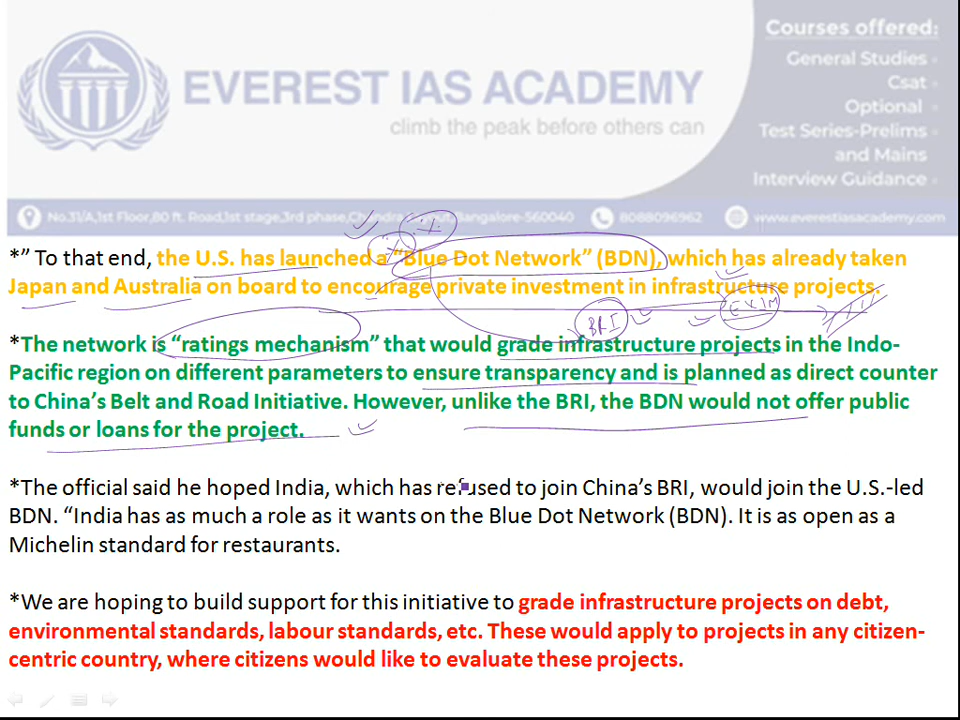 Courses offered:
General Studies
Csat
Optional
Test Series-Prelims
and Mains
Interview Guidance
EVEREST IAS ACADEMY
climb the peak before others can
No.31/A,1st Floor,80 ft. Road,1st stage,3rd phase, Bangalore-560040 8088096962 www.everestiasacademy.com
*” To that end, the U.S. has launched a “Blue Dot Network” (BDN), which has already taken
Japan and Australia on board to encourage private investment in infrastructure projects.
BRI EXIM
*The network is “ratings mechanism” that would grade infrastructure projects in the Indo-
Pacific region on different parameters to ensure transparency and is planned as direct counter
to China’s Belt and Road Initiative. However, unlike the BRI, the BDN would not offer public
funds or loans for the project.
*The official said he hoped India, which has refused to join China’s BRI, would join the U.S.-led
BDN. “India has as much a role as it wants on the Blue Dot Network (BDN). It is as open as a
Michelin standard for restaurants.
*We are hoping to build support for this initiative to grade infrastructure projects on debt,
environmental standards, labour standards, etc. These would apply to projects in any citizen-
centric country, where citizens would like to evaluate these projects.